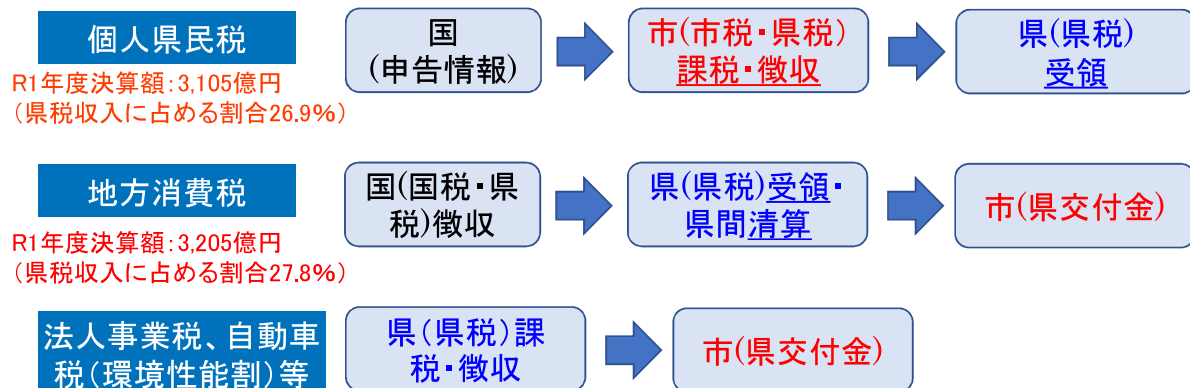 個人県民税
R1年度決算額:3,105億円
(県税収入に占める割合26.9%)
国
(申告情報)
市(市税・県税)
課税・徴収
県(県税)
受領
地方消費税
R1年度決算額:3,205億円
(県税収入に占める割合27.8%)
国(国税・県
税)徴収
県(県税)受領・
県間清算
市(県交付金)
法人事業税、自動車
税(環境性能割)等
県(県税)課
税・徴収
市(県交付金)